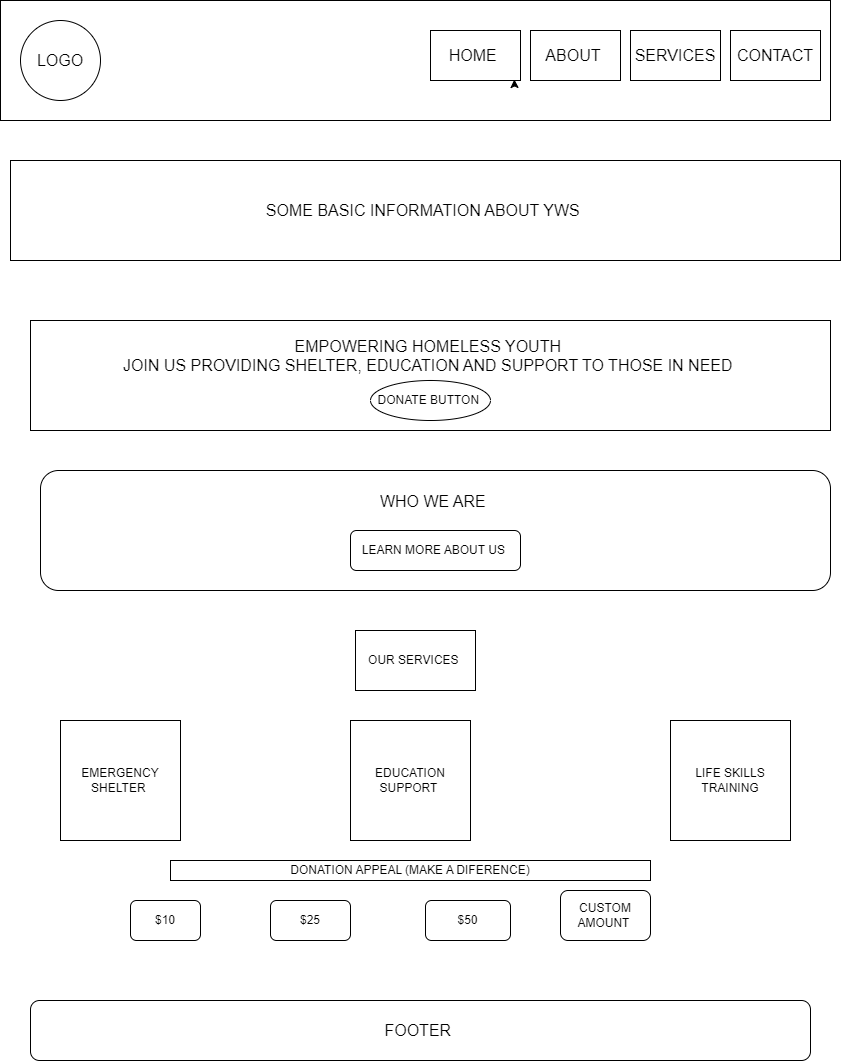 LOGO
HOME
ABOUT
SERVICES
CONTACT
SOME BASIC INFORMATION ABOUT YWS
EMPOWERING HOMELESS YOUTH
JOIN US PROVIDING SHELTER, EDUCATION AND SUPPORT TO THOSE IN NEED
DONATE BUTTON
WHO WE ARE
LEARN MORE ABOUT US
OUR SERVICES
EMERGENCY
SHELTER
EDUCATION
SUPPORT
LIFE SKILLS
TRAINING
DONATION APPEAL (MAKE A DIFERENCE)
$10
$25
$50
CUSTOM
AMOUNT
FOOTER